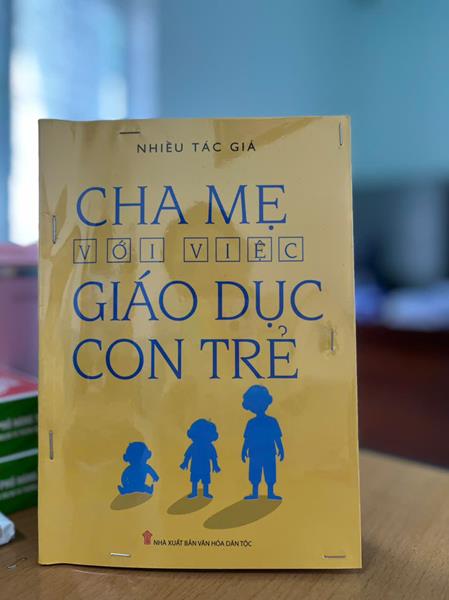 NHIỀU TÁC GIẢ
CHA MẸ
VỚI VIỆC
GIÁO DỤC
CON TRẺ
NHÀ XUẤT BẢN VĂN HÓA DÂN TỘC